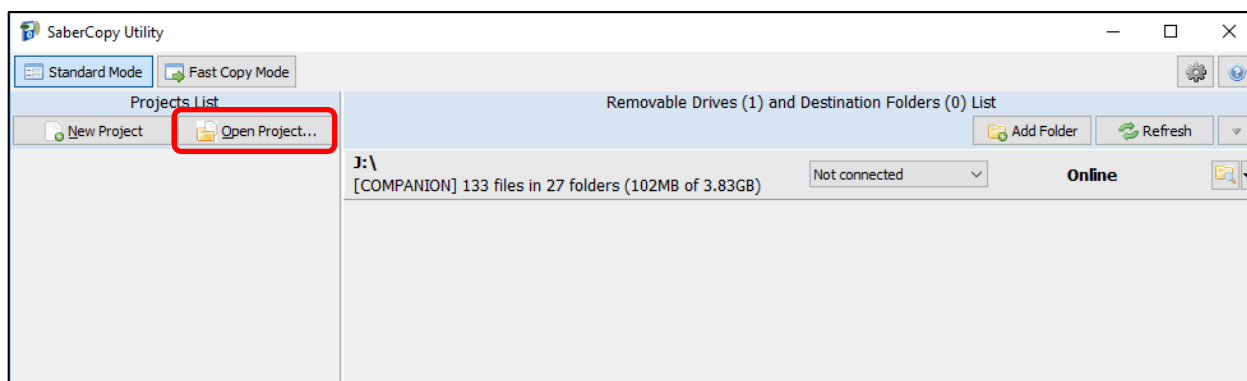 SaberCopy Utility
Standard Mode Fast Copy Mode
Projects List
Removable Drives (1) and Destination Folders (0) List
New Project Open Project...
Add Folder Refresh
J:\
[COMPANION] 133 files in 27 folders (102MB of 3.83GB)
Not connected
Online